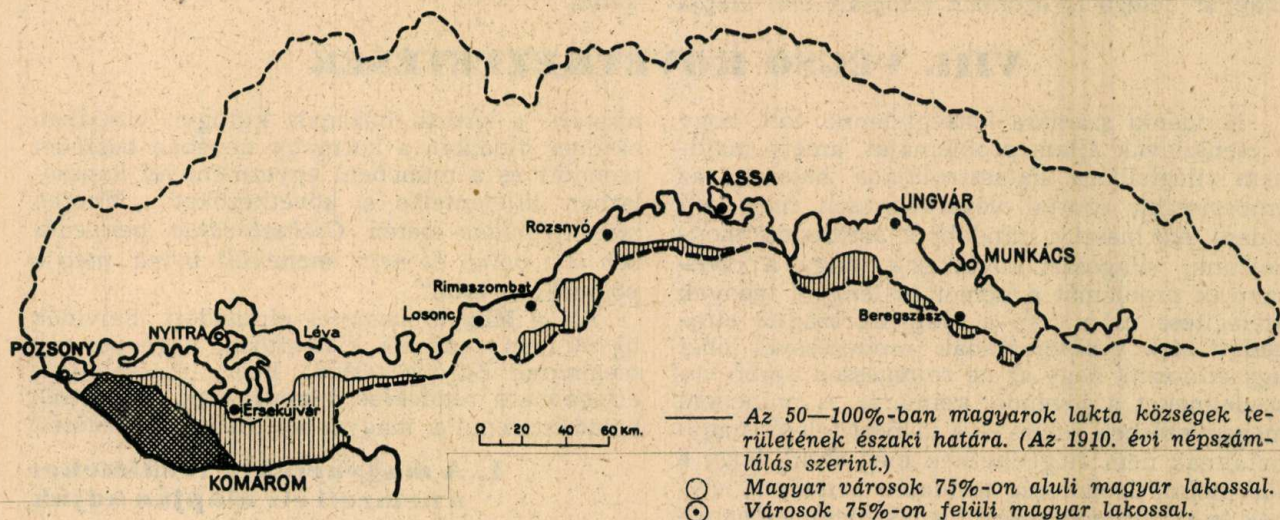 KASSA
UNGVÁR
Rozsnyó
MUNKÁCS
Rimaszombat
Losonc
Beregszász
NYITRA
Léva
POZSONY
Érsekújvár
0 20 40 60 Km.
KOMÁROM
Az 50—100%-ban magyarok lakta községek te-
rületének északi határa. (Az 1910. évi népszám-
lálás szerint.)
Magyar városok 75%-on aluli magyar lakossal.
Városok 75%-on felüli magyar lakossal.